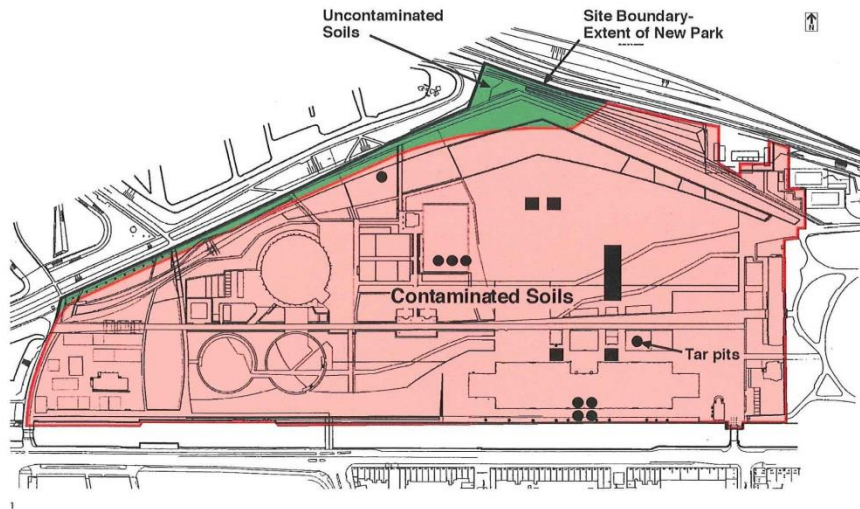 Uncontaminated
Soils
Site Boundary-
Extent of New Park
N
Contaminated Soils
Tar pits
1